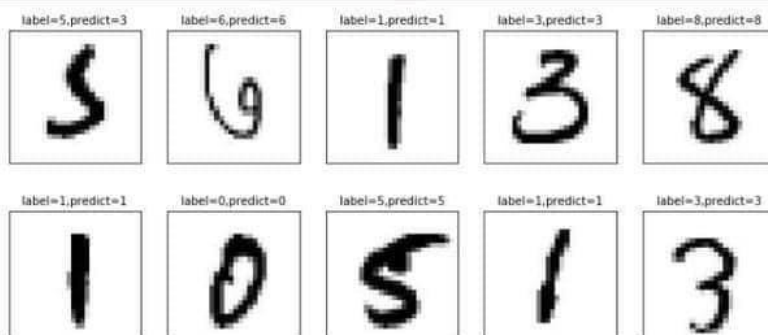 label=5,predict=3 label=6,predict=6 label=1,predict=1 label=3,predict=3 label=8,predict=8
5 6 1 3 8
label=1,predict=1 label=0,predict=0 label=5,predict=5 label=1,predict=1 label=3,predict=3
1 0 5 1 3